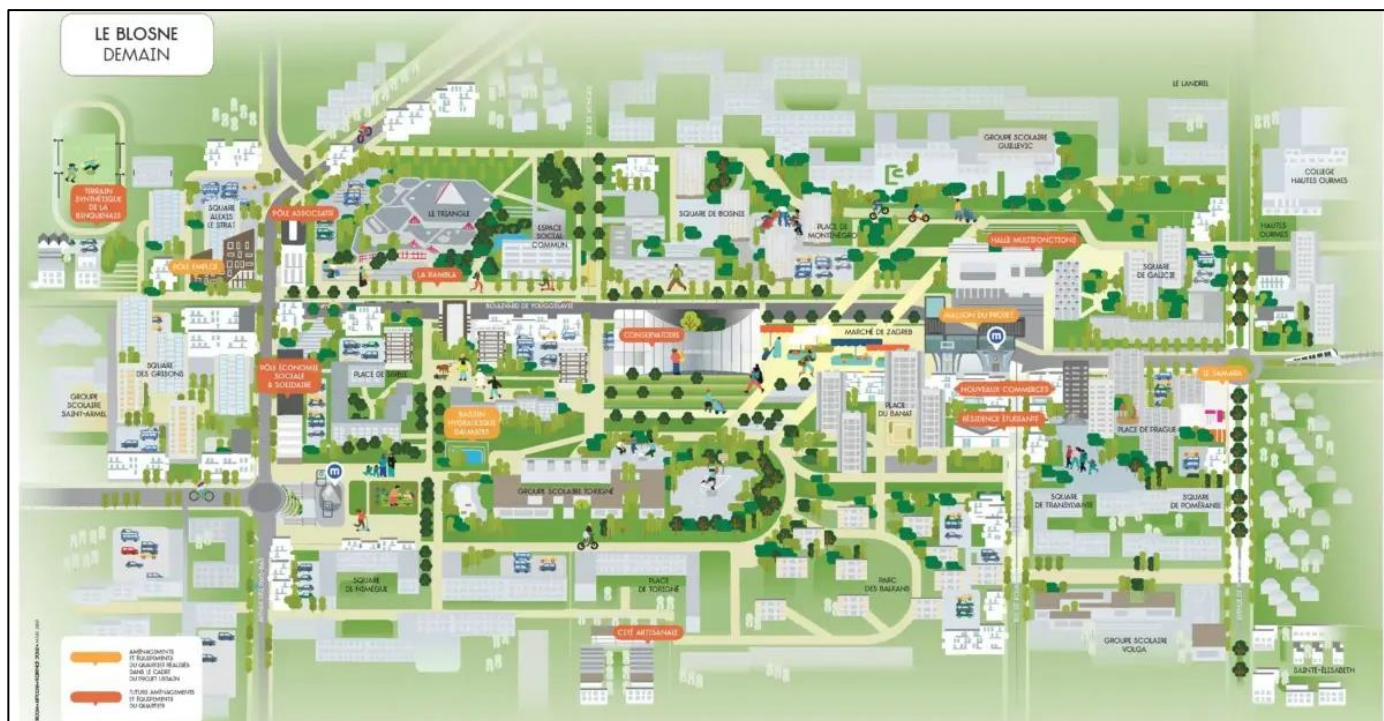 LE BLOSNE
DEMAIN
LE LANDREL
GROUPE SCOLAIRE
GUILLEVIC
COLLEGE
HAUTES OURMES
TERRAIN
SYNTHÉTIQUE
DE LA
BINQUENAIS
SQUARE
ALEXIS
LE STRAT
PÔLE ASSOCIATIF
LE TRIANGLE
ESPACE
SOCIAL
COMMUN
SQUARE DE BOSNIE
PLACE DE
MONTÉNÉGRO
HALLE MULTIFONCTIONS
HAUTES
OURMES
PÔLE EMPLOI
LA RAMBLA
SQUARE
DE GALICIE
BOULEVARD DE YOUGOSLAVIE
CONSERVATOIRE
MARCHÉ DE ZAGREB
MAISON DU PROJET
m
SQUARE
DES GRISONS
PÔLE ÉCONOMIE
SOCIALE
& SOLIDAIRE
PLACE DE
LE SAMARA
GROUPE
SCOLAIRE
SAINT-ARMEL
NOUVEAUX COMMERCES
PLACE
DU BANAT
RÉSIDENCE ÉTUDIANTE
PLACE DE PRAGUE
BASSIN
HYDRAULIQUE
DALMATES
m
GROUPE SCOLAIRE TORIGNÉ
SQUARE
DE TRANSYLVANIE
SQUARE
DE POMÉRANIE
SQUARE
DE NIMÈGUE
PLACE
DE TORIGNÉ
PARC
DES BALKANS
CITÉ ARTISANALE
GROUPE SCOLAIRE
VOLGA
SAINTE-ÉLISABETH
AMÉNAGEMENTS
ET ÉQUIPEMENTS
DU QUARTIER RÉALISÉS
DANS LE CADRE
DU PROJET URBAIN
FUTURS AMÉNAGEMENTS
ET ÉQUIPEMENTS
DU QUARTIER